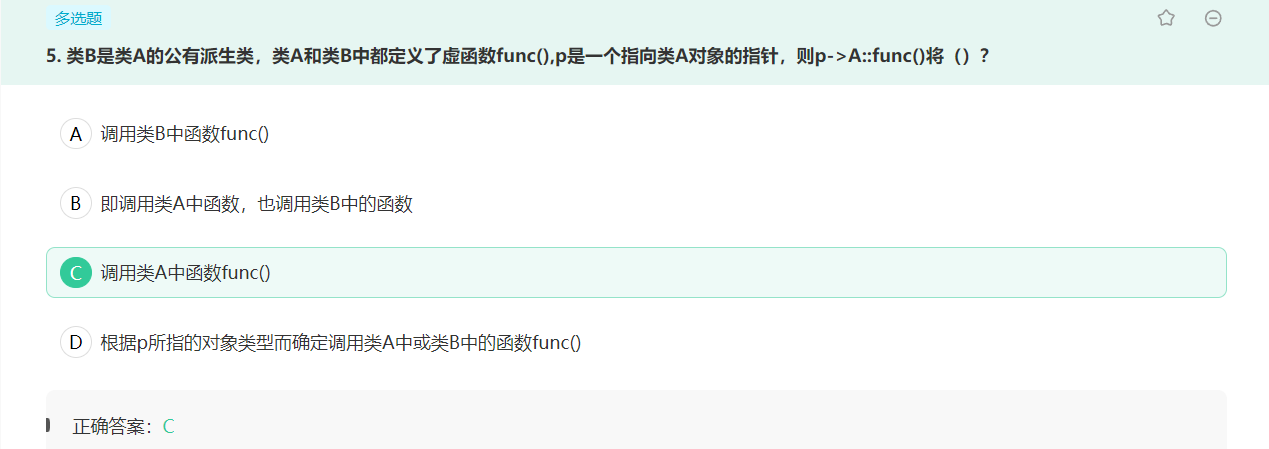 多选题
5. 类B是类A的公有派生类，类A和类B中都定义了虚函数func(),p是一个指向类A对象的指针，则p->A::func()将（）？
A 调用类B中函数func()
B 即调用类A中函数，也调用类B中的函数
C 调用类A中函数func()
D 根据p所指的对象类型而确定调用类A中或类B中的函数func()
正确答案：C